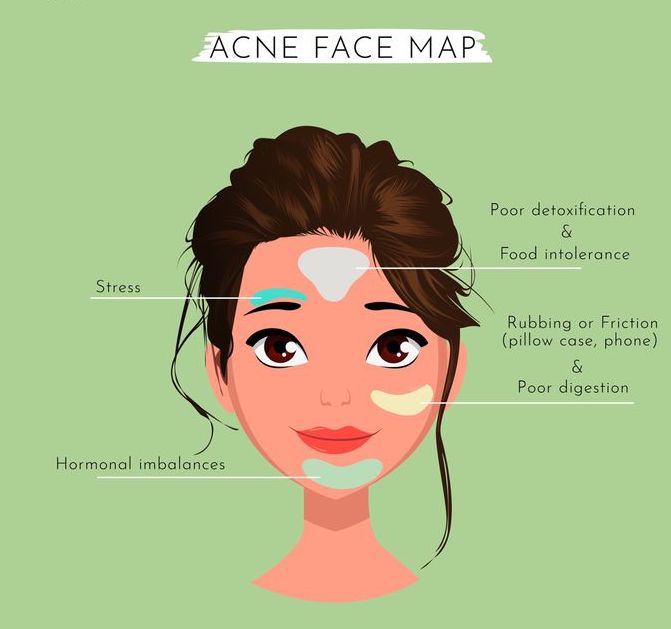 ACNE FACE MAP
Poor detoxification
&
Food intolerance
Stress
Rubbing or Friction
(pillow case, phone)
&
Poor digestion
Hormonal imbalances